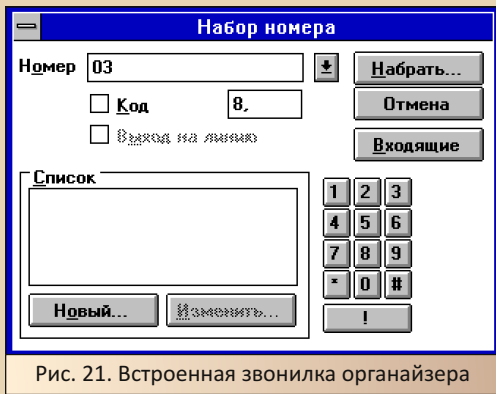 Набор номера
Номер 03
Набрать...
Код 8,
Отмена
Выход на линию
Входящие
Список
1 2 3
4 5 6
7 8 9
* 0 #
Новый... Изменить... !
Рис. 21. Встроенная звонилка органайзера